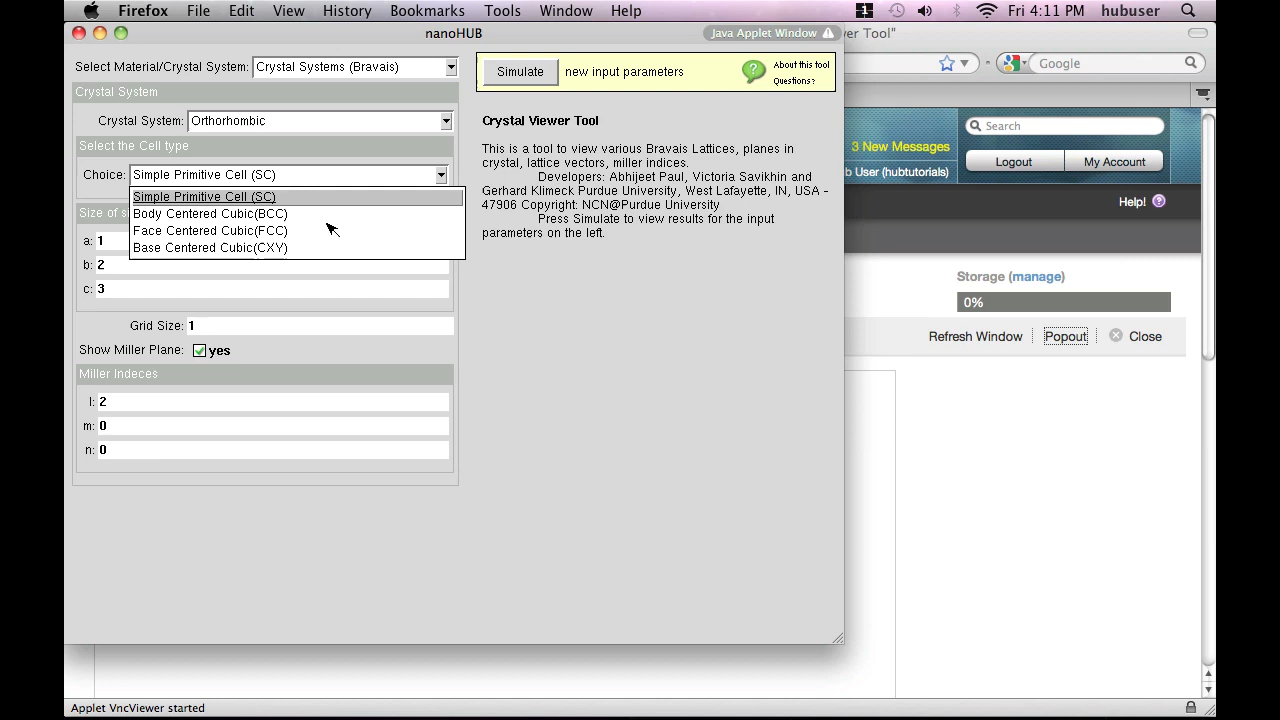 Firefox File Edit View History Bookmarks Tools Window Help 1 Fri 4:11 PM hubuser
nanoHUB Java Applet Window er Tool"
Select Material/Crystal System: Crystal Systems (Bravais)
Simulate new input parameters
About this tool
Questions?
Google
Crystal System
Crystal System: Orthorhombic
Select the Cell type
Choice: Simple Primitive Cell (SC)
Simple Primitive Cell (SC)
Body Centered Cubic(BCC)
Face Centered Cubic(FCC)
Base Centered Cubic(CXY)
Size of s
a: 1
b: 2
c: 3
Grid Size: 1
Show Miller Plane: yes
Miller Indeces
l: 2
m: 0
n: 0
Crystal Viewer Tool
This is a tool to view various Bravais Lattices, planes in
crystal, lattice vectors, miller indices.
Developers: Abhijeet Paul, Victoria Savikhin and
Gerhard Klimeck Purdue University, West Lafayette, IN, USA -
47906 Copyright: NCN@Purdue University
Press Simulate to view results for the input
parameters on the left.
Search
3 New Messages
Logout My Account
b User (hubtutorials)
Help! ?
Storage (manage)
0%
Refresh Window Popout Close
Applet VncViewer started